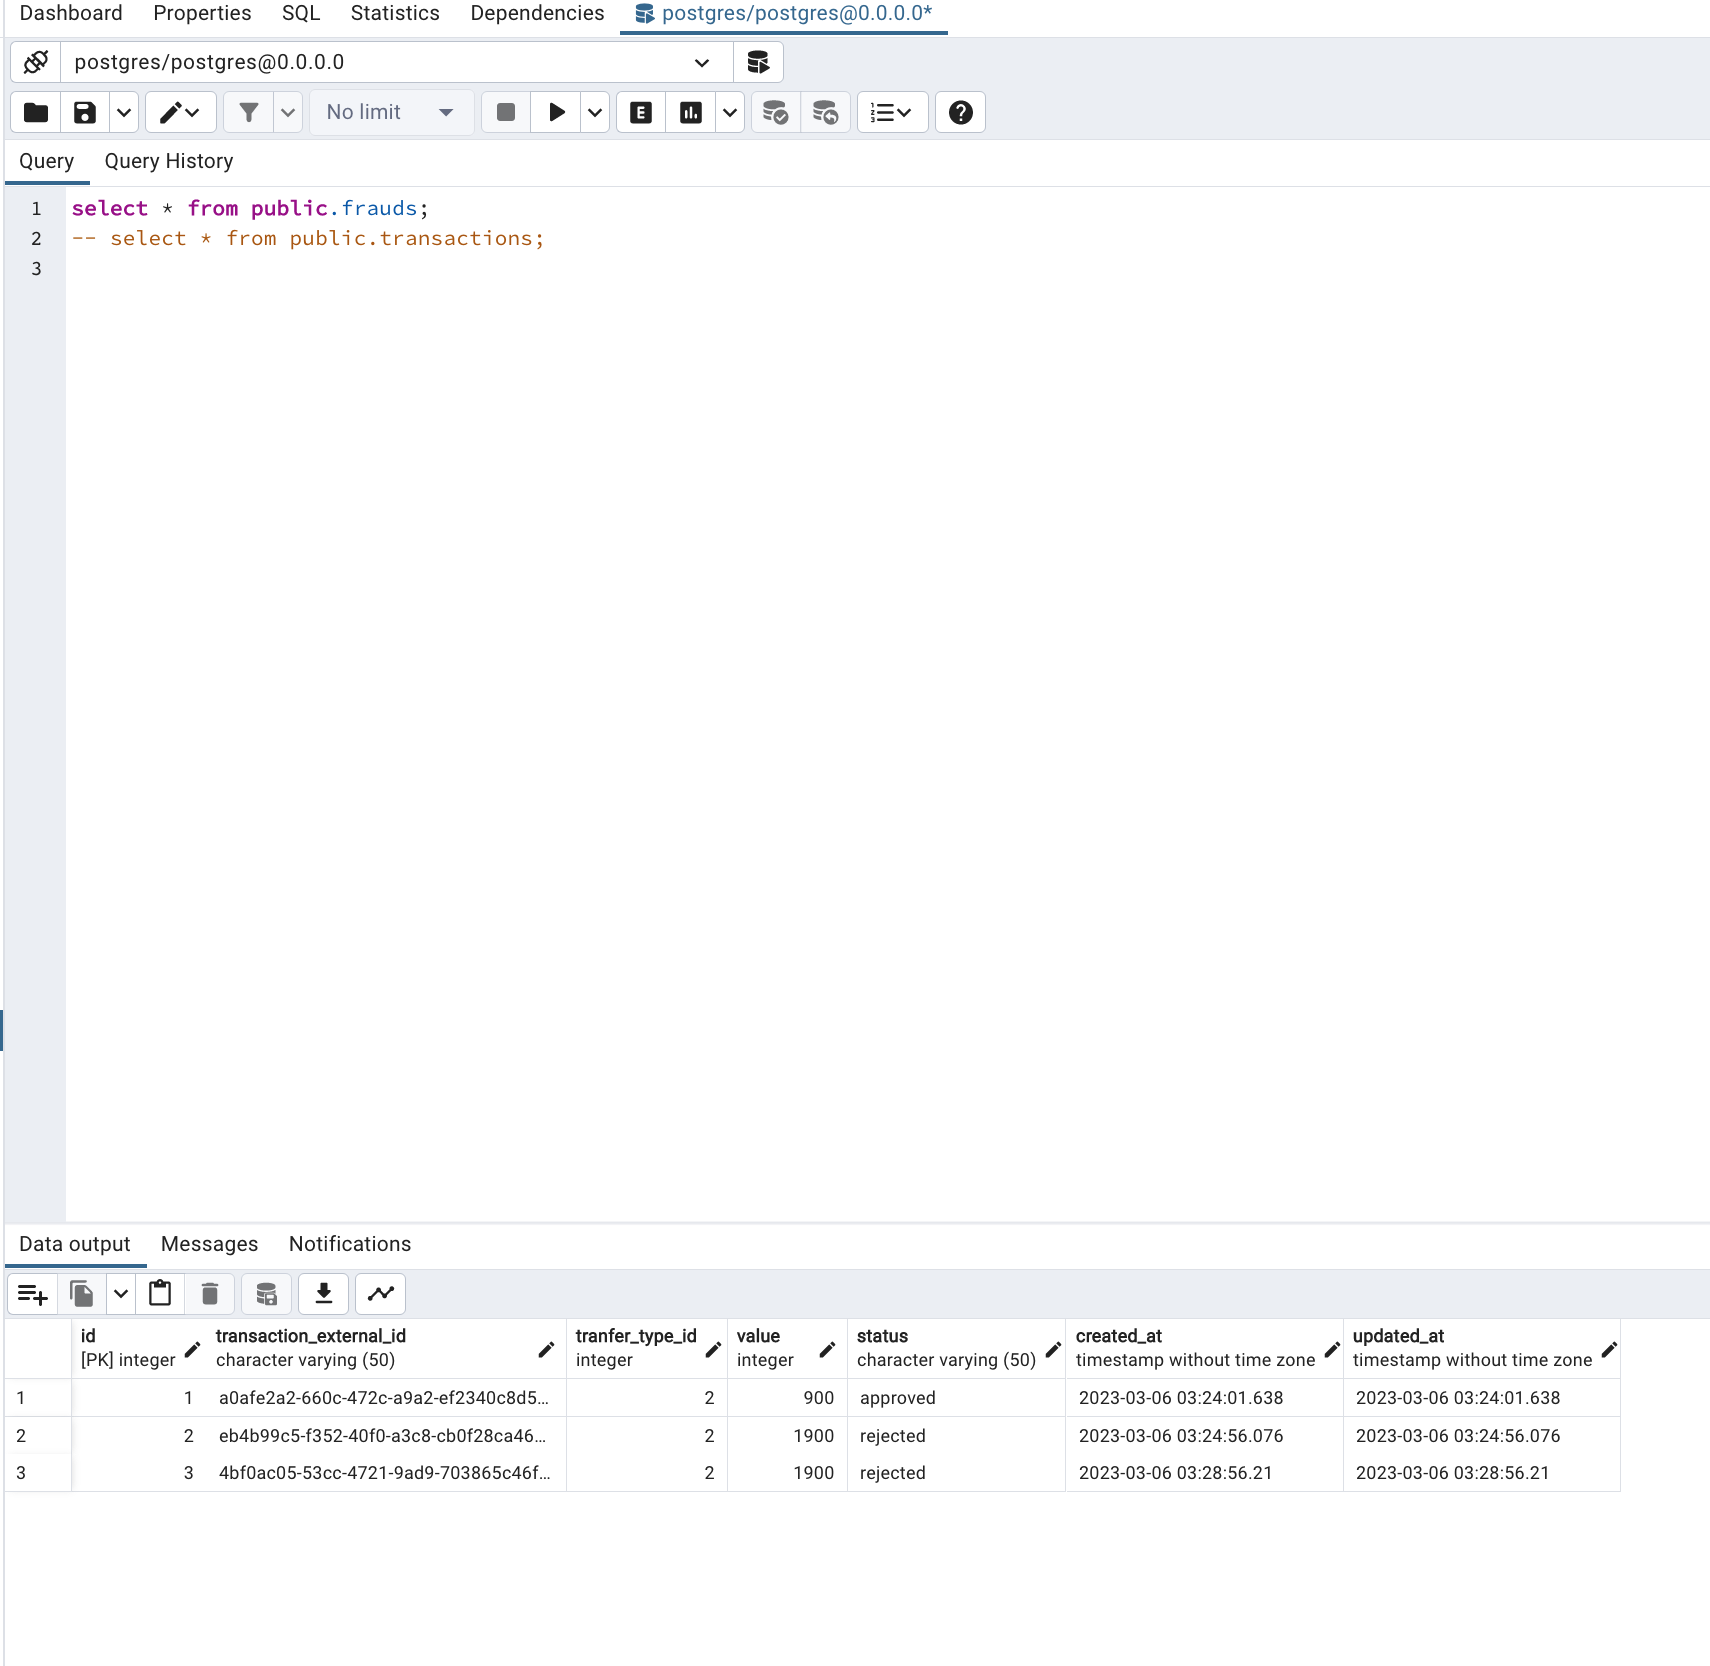 Dashboard Properties SQL Statistics Dependencies postgres/postgres@0.0.0.0*
postgres/postgres@0.0.0.0
No limit E
Query Query History
1 select * from public.frauds;
2 -- select * from public.transactions;
3
Data output Messages Notifications
id transaction_external_id tranfer_type_id value status created_at updated_at
[PK] integer character varying (50) integer integer character varying (50) timestamp without time zone timestamp without time zone
1 1 a0afe2a2-660c-472c-a9a2-ef2340c8d5... 2 900 approved 2023-03-06 03:24:01.638 2023-03-06 03:24:01.638
2 2 eb4b99c5-f352-40f0-a3c8-cb0f28ca46... 2 1900 rejected 2023-03-06 03:24:56.076 2023-03-06 03:24:56.076
3 3 4bf0ac05-53cc-4721-9ad9-703865c46f... 2 1900 rejected 2023-03-06 03:28:56.21 2023-03-06 03:28:56.21